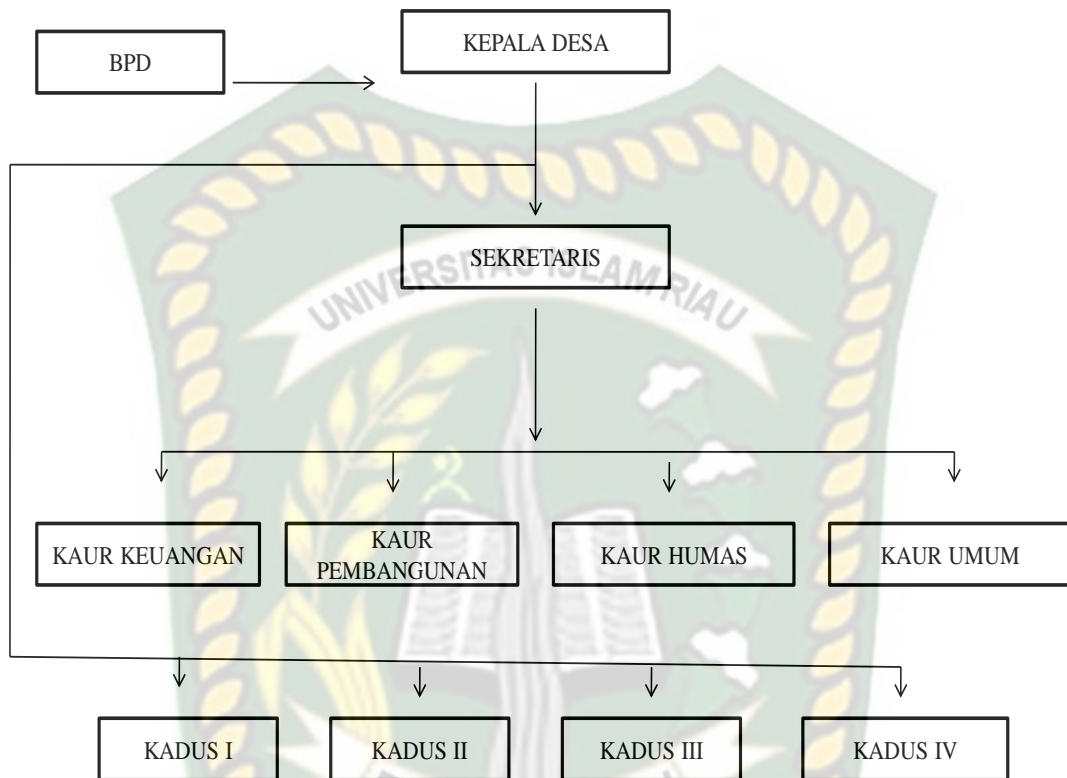 KEPALA DESA
BPD
SEKRETARIS
UNIVERSITAS ISLAM RIAU
KAUR KEUANGAN
KAUR
PEMBANGUNAN
KAUR HUMAS
KAUR UMUM
KADUS I
KADUS II
KADUS III
KADUS IV